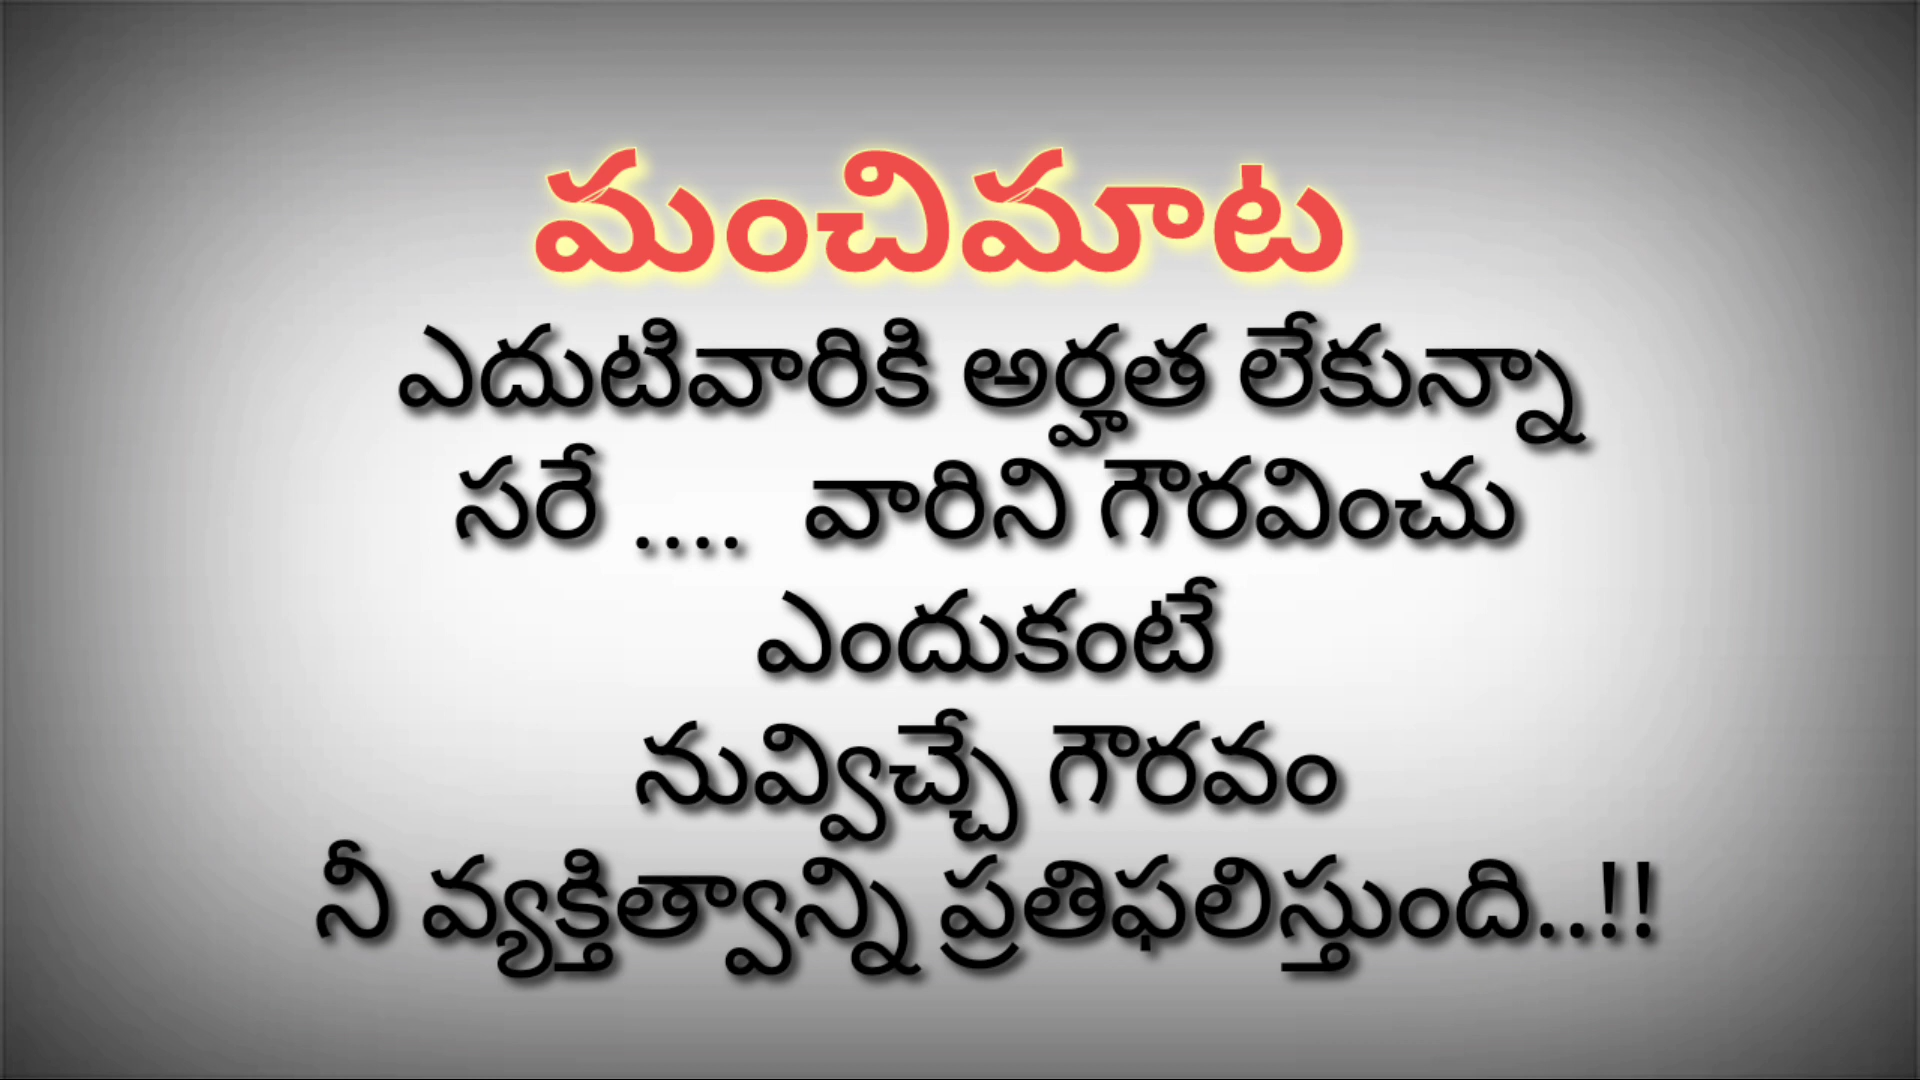 మంచిమాట
ఎదుటివారికి అర్హత లేకున్నా
సరే .... వారిని గౌరవించు
ఎందుకంటే
నువ్విచ్చే గౌరవం
నీ వ్యక్తిత్వాన్ని ప్రతిఫలిస్తుంది..!!